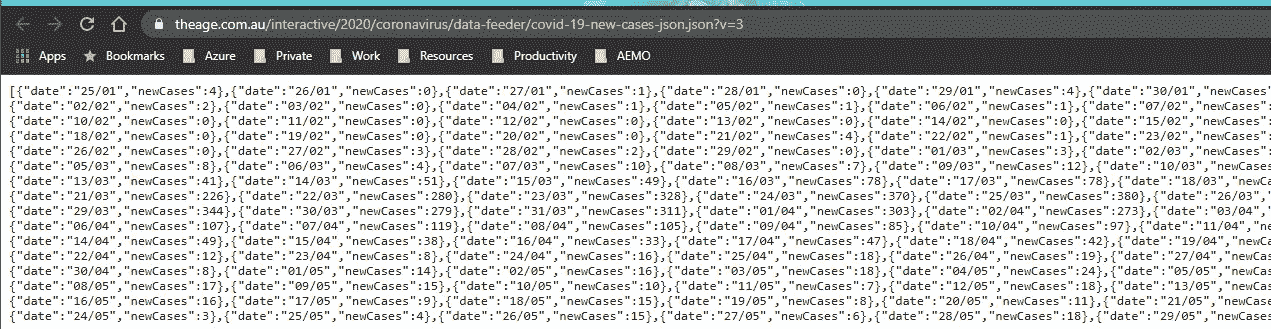 theage.com.au/interactive/2020/coronavirus/data-feeder/covid-19-new-cases-json.json?v=3
Apps Bookmarks Azure Private Work Resources Productivity AEMO
[{"date":"25/01","newCases":4},{"date":"26/01","newCases":0},{"date":"27/01","newCases":1},{"date":"28/01","newCases":0},{"date":"29/01","newCases":4},{"date":"30/01
{"date":"02/02","newCases":2},{"date":"03/02","newCases":0},{"date":"04/02","newCases":1},{"date":"05/02","newCases":1},{"date":"06/02","newCases":1},{"date":"07/02"
{"date":"10/02","newCases":0},{"date":"11/02","newCases":0},{"date":"12/02","newCases":0},{"date":"13/02","newCases":0},{"date":"14/02","newCases":0},{"date":"15/02"
{"date":"18/02","newCases":0},{"date":"19/02","newCases":0},{"date":"20/02","newCases":0},{"date":"21/02","newCases":4},{"date":"22/02","newCases":1},{"date":"23/02"
{"date":"26/02","newCases":0},{"date":"27/02","newCases":3},{"date":"28/02","newCases":2},{"date":"29/02","newCases":0},{"date":"01/03","newCases":3},{"date":"02/03"
{"date":"05/03","newCases":8},{"date":"06/03","newCases":4},{"date":"07/03","newCases":10},{"date":"08/03","newCases":7},{"date":"09/03","newCases":12},{"date":"10/03
{"date":"13/03","newCases":41},{"date":"14/03","newCases":51},{"date":"15/03","newCases":49},{"date":"16/03","newCases":78},{"date":"17/03","newCases":78},{"date":"18/03
{"date":"21/03","newCases":226},{"date":"22/03","newCases":280},{"date":"23/03","newCases":328},{"date":"24/03","newCases":370},{"date":"25/03","newCases":380},{"date":"26/03"
{"date":"29/03","newCases":344},{"date":"30/03","newCases":279},{"date":"31/03","newCases":311},{"date":"01/04","newCases":303},{"date":"02/04","newCases":273},{"date":"03/04"
{"date":"06/04","newCases":107},{"date":"07/04","newCases":119},{"date":"08/04","newCases":105},{"date":"09/04","newCases":85},{"date":"10/04","newCases":97},{"date":"11/04"
{"date":"14/04","newCases":49},{"date":"15/04","newCases":38},{"date":"16/04","newCases":33},{"date":"17/04","newCases":47},{"date":"18/04","newCases":42},{"date":"19/04"
{"date":"22/04","newCases":12},{"date":"23/04","newCases":8},{"date":"24/04","newCases":16},{"date":"25/04","newCases":18},{"date":"26/04","newCases":19},{"date":"27/04"
{"date":"30/04","newCases":8},{"date":"01/05","newCases":14},{"date":"02/05","newCases":16},{"date":"03/05","newCases":18},{"date":"04/05","newCases":24},{"date":"05/05"
{"date":"08/05","newCases":17},{"date":"09/05","newCases":15},{"date":"10/05","newCases":10},{"date":"11/05","newCases":7},{"date":"12/05","newCases":18},{"date":"13/05"
{"date":"16/05","newCases":16},{"date":"17/05","newCases":9},{"date":"18/05","newCases":15},{"date":"19/05","newCases":8},{"date":"20/05","newCases":11},{"date":"21/05"
{"date":"24/05","newCases":3},{"date":"25/05","newCases":4},{"date":"26/05","newCases":15},{"date":"27/05","newCases":6},{"date":"28/05","newCases":18},{"date":"29/05"